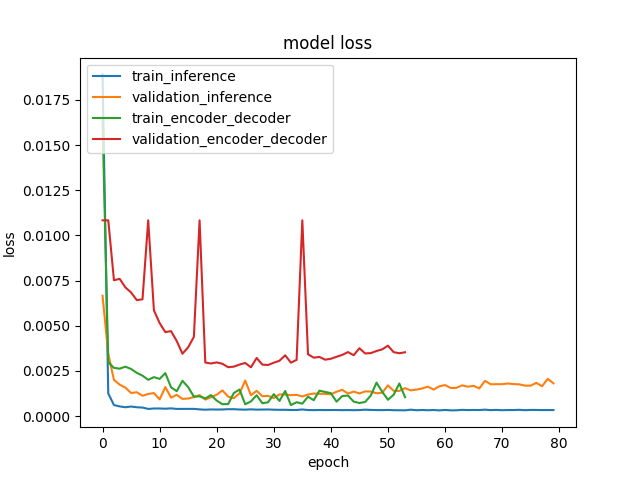 model loss
train_inference
validation_inference
train_encoder_decoder
validation_encoder_decoder
0.0175
0.0150
0.0125
0.0100
0.0075
0.0050
0.0025
0.0000
loss
0 10 20 30 40 50 60 70 80
epoch